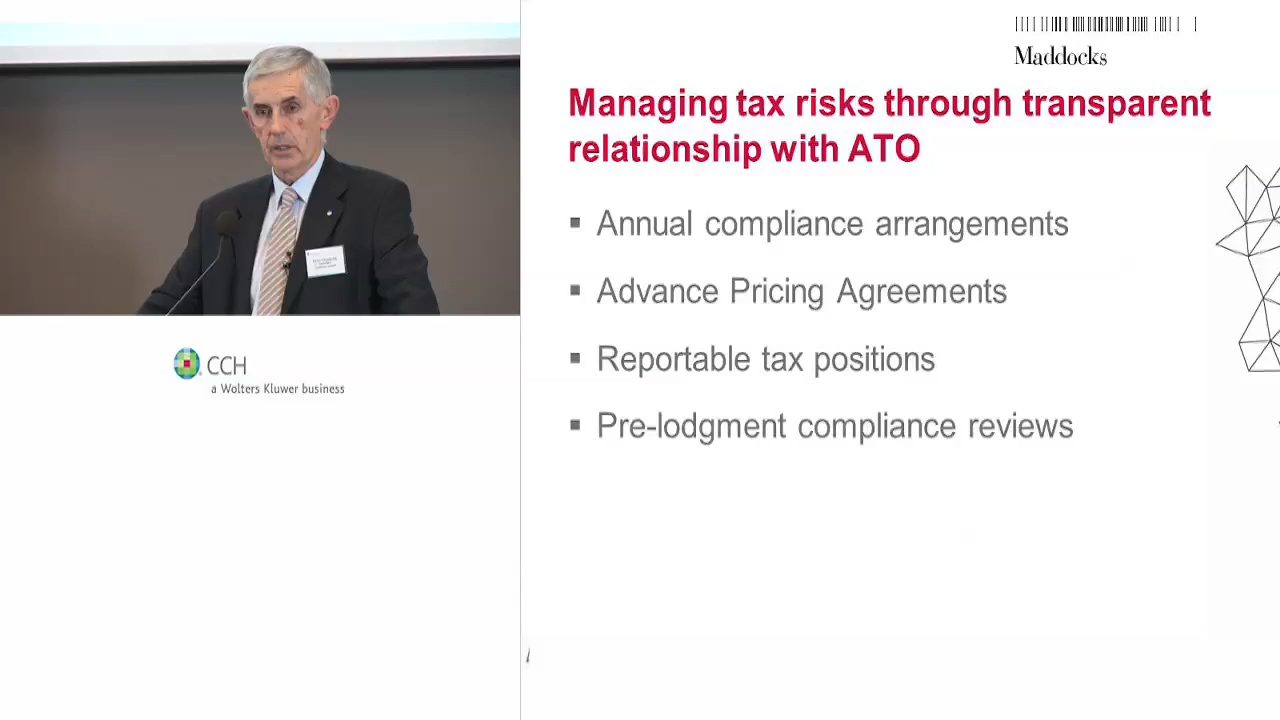 Maddocks
Managing tax risks through transparent
relationship with ATO
▪ Annual compliance arrangements
▪ Advance Pricing Agreements
▪ Reportable tax positions
▪ Pre-lodgment compliance reviews
CCH
a Wolters Kluwer business